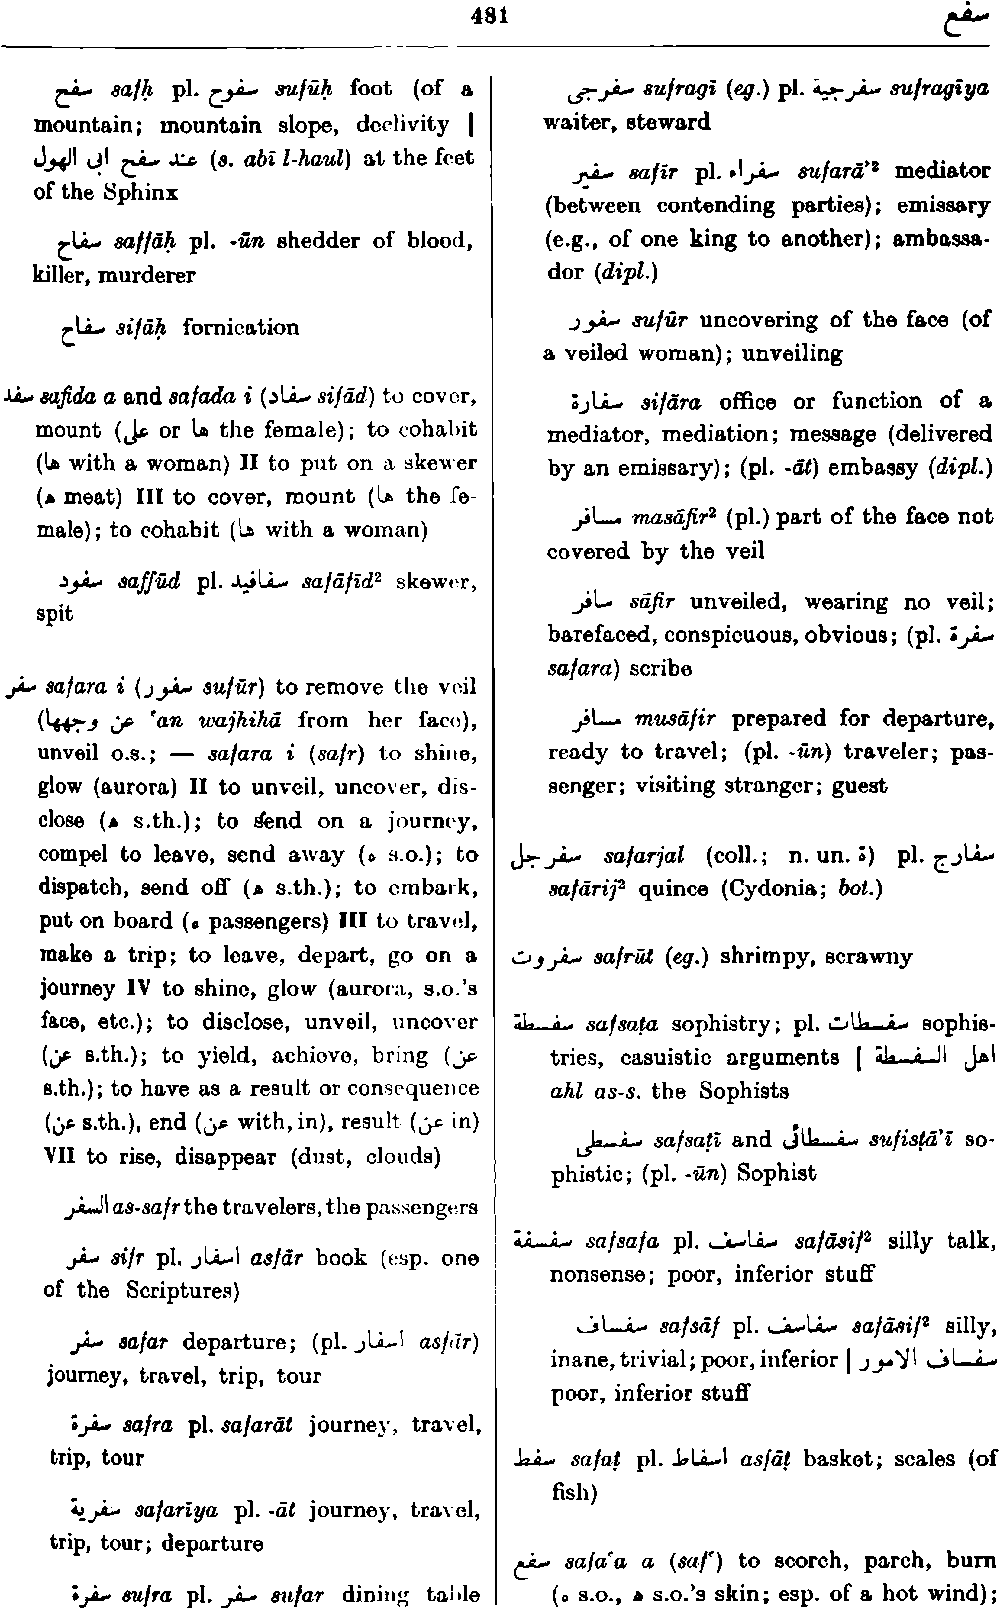 481
سفع
سفح safḥ pl. سفوح sufūḥ foot (of a
mountain; mountain slope, declivity |
عند سفح ابى الهول (s. abī l-haul) at the feet
of the Sphinx
سفاح saffāḥ pl. -ūn shedder of blood,
killer, murderer
سفاح sifāḥ fornication
سفد safida a and safada i (سفاد sifād) to cover,
mount (على or ها the female); to cohabit
(ها with a woman) II to put on a skewer
(ه meat) III to cover, mount (ها the fe-
male); to cohabit (ها with a woman)
سفود saffūd pl. سفافيد safāfīd² skewer,
spit
سفر safara i (سفور sufūr) to remove the veil
(عن وجهها ‘an wajhihā from her face),
unveil o.s.; — safara i (safr) to shine,
glow (aurora) II to unveil, uncover, dis-
close (ه s.th.); to send on a journey,
compel to leave, send away (ه s.o.); to
dispatch, send off (ه s.th.); to embark,
put on board (ه passengers) III to travel,
make a trip; to leave, depart, go on a
journey IV to shine, glow (aurora, s.o.’s
face, etc.); to disclose, unveil, uncover
(عن s.th.); to yield, achieve, bring (عن
s.th.); to have as a result or consequence
(عن s.th.), end (عن with, in), result (عن in)
VII to rise, disappear (dust, clouds)
السفر as-safr the travelers, the passengers
سفر sifr pl. اسفار asfār book (esp. one
of the Scriptures)
سفر safar departure; (pl. اسفار asfār)
journey, travel, trip, tour
سفرة safra pl. safarāt journey, travel,
trip, tour
سفرية safarīya pl. -āt journey, travel,
trip, tour; departure
سفرة sufra pl. سفر sufar dining table
سفرجى sufragī (eg.) pl. سفرجية sufragīya
waiter, steward
سفير safīr pl. سفراء sufarā’² mediator
(between contending parties); emissary
(e.g., of one king to another); ambassa-
dor (dipl.)
سفور sufūr uncovering of the face (of
a veiled woman); unveiling
سفارة sifāra office or function of a
mediator, mediation; message (delivered
by an emissary); (pl. -āt) embassy (dipl.)
مسافر masāfir² (pl.) part of the face not
covered by the veil
سافر sāfir unveiled, wearing no veil;
barefaced, conspicuous, obvious; (pl. سفرة
safara) scribe
مسافر musāfir prepared for departure,
ready to travel; (pl. -ūn) traveler; pas-
senger; visiting stranger; guest
سفرجل safarjal (coll.; n. un. ة) pl. سفارج
safārij² quince (Cydonia; bot.)
سفروت safrūt (eg.) shrimpy, scrawny
سفسطة safsaṭa sophistry; pl. سفسطات sophis-
tries, casuistic arguments | اهل السفسطة
ahl as-s. the Sophists
سفسطى safsaṭī and سفسطائى sufisṭā’ī so-
phistic; (pl. -ūn) Sophist
سفسفة safsafa pl. سفاسف safāsif² silly talk,
nonsense; poor, inferior stuff
سفساف safsāf pl. سفاسف safāsif² silly,
inane, trivial; poor, inferior | سفساف الامور
poor, inferior stuff
سفط safaṭ pl. اسفاط asfāṭ basket; scales (of
fish)
سفع safa‘a a (saf‘) to scorch, parch, burn
(ه s.o., ه s.o.’s skin; esp. of a hot wind);